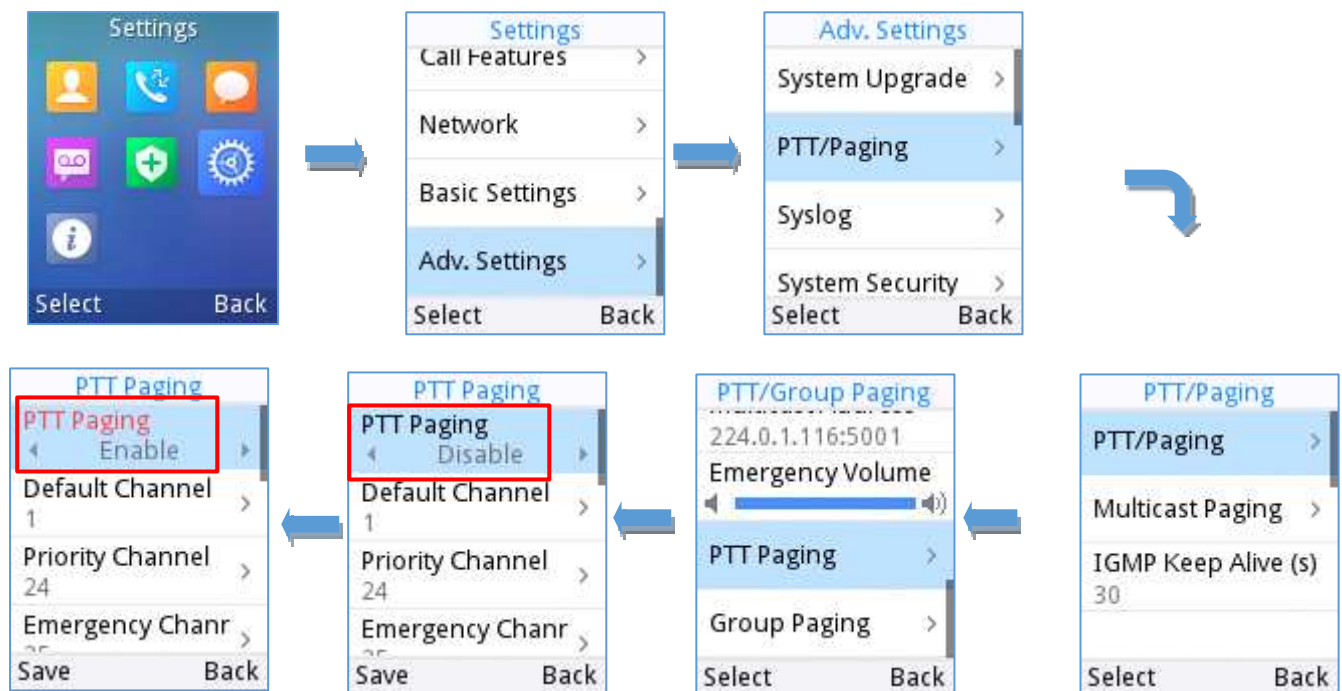 Settings
Select Back
Settings
Call Features
Network
Basic Settings
Adv. Settings
Select Back
Adv. Settings
System Upgrade
PTT/Paging
Syslog
System Security
Select Back
PTT Paging
PTT Paging
Enable
Default Channel
1
Priority Channel
24
Emergency Chanr
Save Back
PTT Paging
PTT Paging
Disable
Default Channel
1
Priority Channel
24
Emergency Chanr
Save Back
PTT/Group Paging
224.0.1.116:5001
Emergency Volume
PTT Paging
Group Paging
Select Back
PTT/Paging
PTT/Paging
Multicast Paging
IGMP Keep Alive (s)
30
Select Back